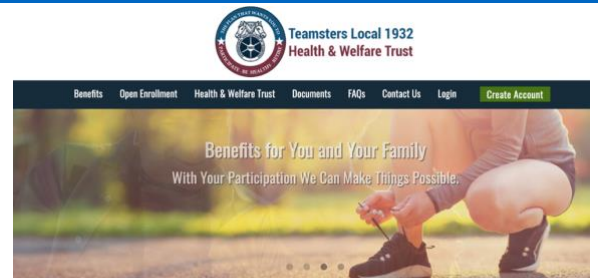 Teamsters Local 1932
Health & Welfare Trust
Benefits Open Enrollment Health & Welfare Trust Documents FAQs Contact Us Login Create Account
Benefits for You and Your Family
With Your Participation We Can Make Things Possible.